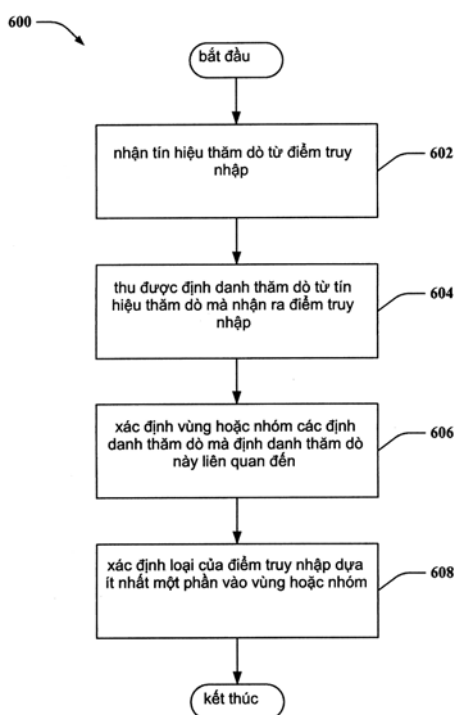 600
bắt đầu
nhận tín hiệu thăm dò từ điểm truy
nhập
602
thu được định danh thăm dò từ tín
hiệu thăm dò mà nhận ra điểm truy
nhập
604
xác định vùng hoặc nhóm các định
danh thăm dò mà định danh thăm dò
này liên quan đến
606
xác định loại của điểm truy nhập dựa
ít nhất một phần vào vùng hoặc nhóm
608
kết thúc